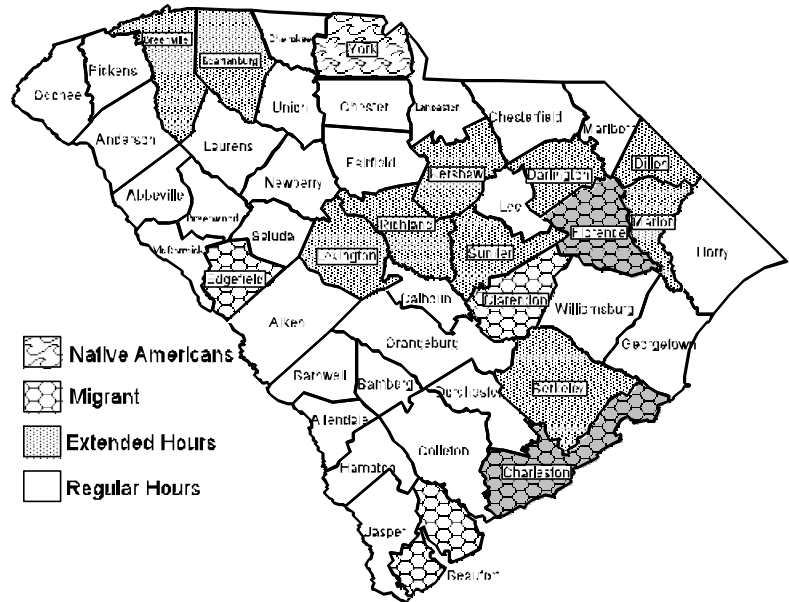 Greenville
Spartanburg
Cherokee
York
Pickens
Oconee
Union
Chester
Lancaster
Chesterfield
Marlboro
Anderson
Laurens
Fairfield
Kershaw
Darlington
Dillon
Abbeville
Newberry
Greenwood
Lee
Marion
Florence
Richland
Saluda
McCormick
Lexington
Sumter
Horry
Edgefield
Calhoun
Clarendon
Williamsburg
Aiken
Orangeburg
Georgetown
Barnwell
Bamberg
Dorchester
Berkeley
Allendale
Colleton
Hampton
Charleston
Jasper
Beaufort
Native Americans
Migrant
Extended Hours
Regular Hours